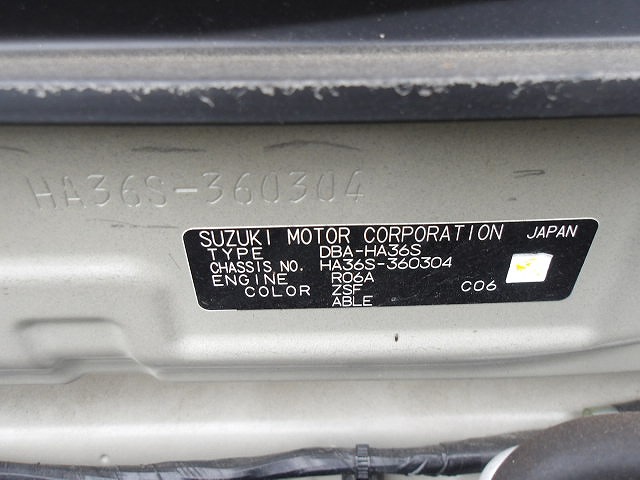 HA36S-360304
SUZUKI MOTOR CORPORATION JAPAN
TYPE DBA-HA36S
CHASSIS NO. HA36S-360304
ENGINE R06A
COLOR ZSF C06
ABLE